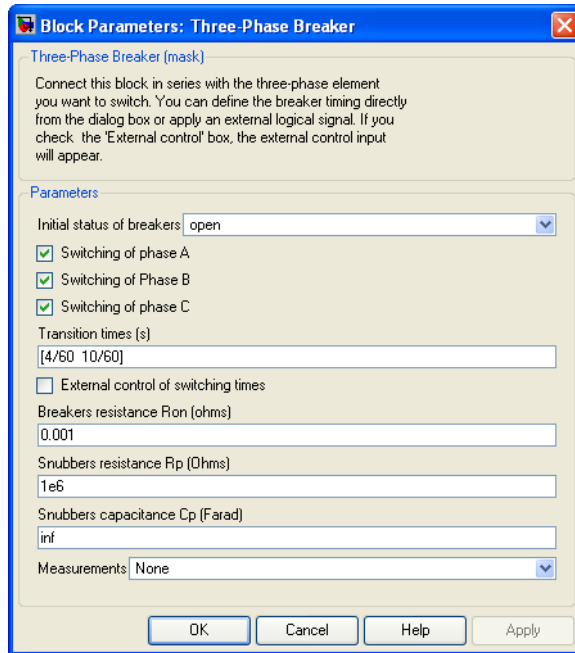 Block Parameters: Three-Phase Breaker
Three-Phase Breaker (mask)
Connect this block in series with the three-phase element
you want to switch. You can define the breaker timing directly
from the dialog box or apply an external logical signal. If you
check  the 'External control' box, the external control input
will appear.
Parameters
Initial status of breakers open
Switching of phase A
Switching of Phase B
Switching of phase C
Transition times (s)
[4/60  10/60]
External control of switching times
Breakers resistance Ron (ohms)
0.001
Snubbers resistance Rp (Ohms)
1e6
Snubbers capacitance Cp (Farad)
inf
Measurements None
OK Cancel Help Apply